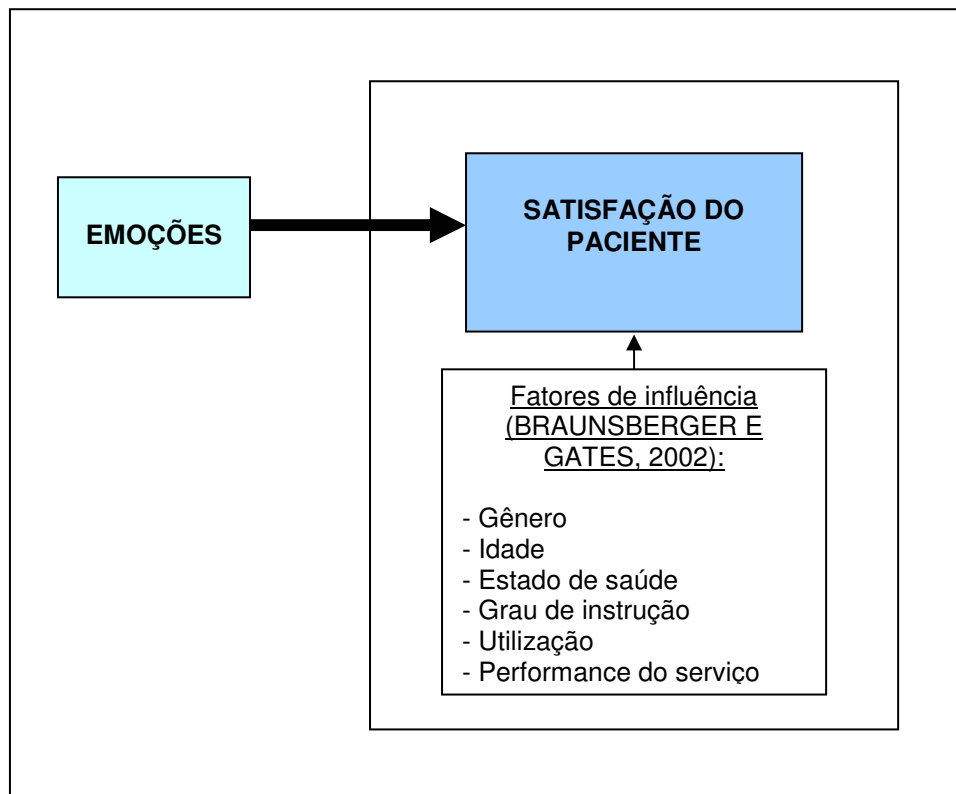 EMOÇÕES
SATISFAÇÃO DO
PACIENTE
Fatores de influência
(BRAUNSBERGER E
GATES, 2002):
- Gênero
- Idade
- Estado de saúde
- Grau de instrução
- Utilização
- Performance do serviço